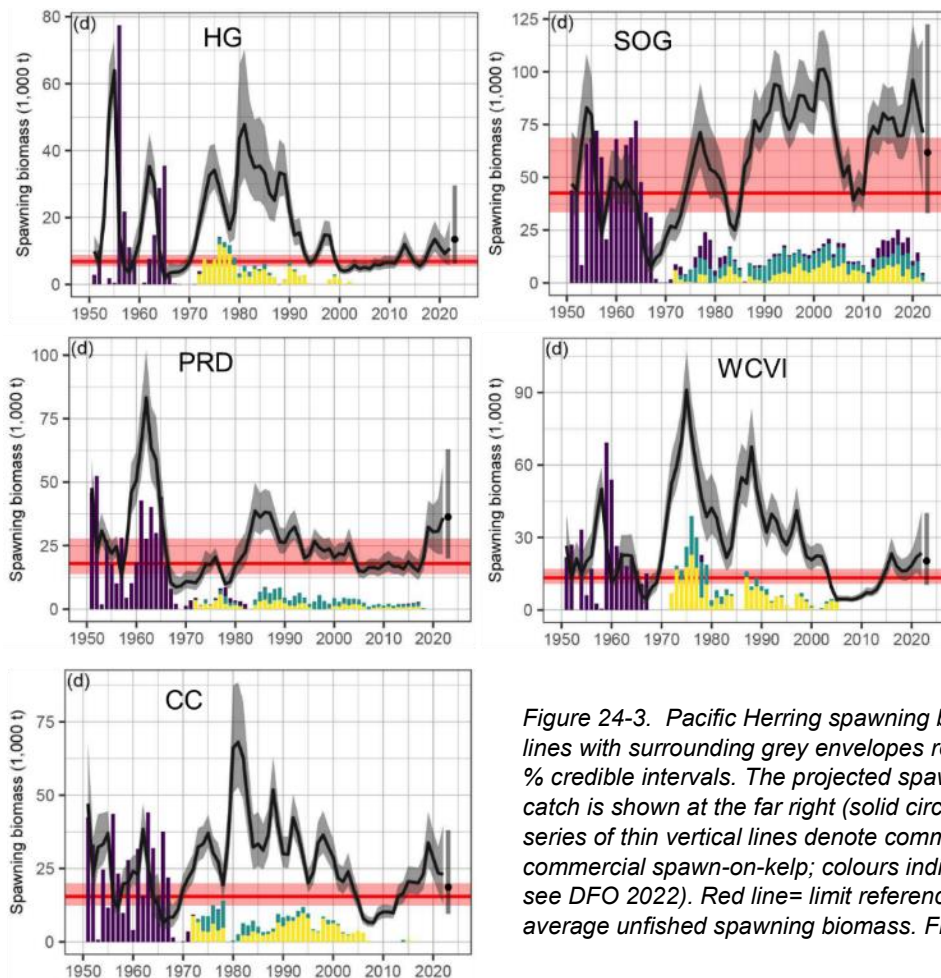 (d) HG
Spawning biomass (1,000 t)
80
60
40
20
0
1950 1960 1970 1980 1990 2000 2010 2020
(d) SOG
Spawning biomass (1,000 t)
125
100
75
50
25
0
1950 1960 1970 1980 1990 2000 2010 2020
(d) PRD
Spawning biomass (1,000 t)
100
75
50
25
0
1950 1960 1970 1980 1990 2000 2010 2020
(d) WCVI
Spawning biomass (1,000 t)
90
60
30
0
1950 1960 1970 1980 1990 2000 2010 2020
(d) CC
Spawning biomass (1,000 t)
75
50
25
0
1950 1960 1970 1980 1990 2000 2010 2020
Figure 24-3. Pacific Herring spawning
lines with surrounding grey envelopes
% credible intervals. The projected
catch is shown at the far right (solid
series of thin vertical lines denote
commercial spawn-on-kelp; colours
see DFO 2022). Red line= limit
average unfished spawning biomass.